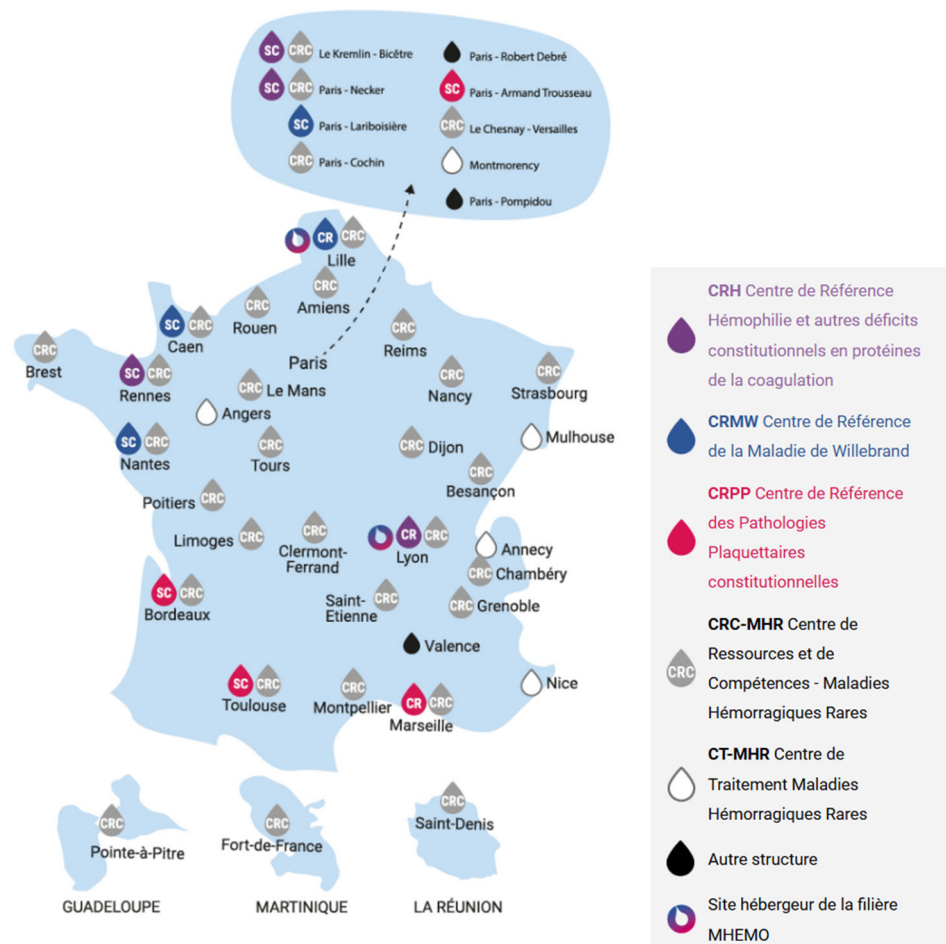 SC CRC Le Kremlin - Bicêtre
SC CRC Paris - Necker
SC Paris - Lariboisière
CRC Paris - Cochin
Paris - Robert Debré
SC Paris - Armand Trousseau
CRC Le Chesnay - Versailles
Montmorency
Paris - Pompidou
CR CRC
Lille
CRC
Amiens
CRC
Rouen
SC CRC
Caen
CRC
Reims
CRC
Brest
Paris
SC CRC
Rennes
CRC Le Mans
CRC
Nancy
CRC
Strasbourg
Angers
SC CRC
Nantes
CRC
Tours
CRC Dijon
Mulhouse
CRC
Besançon
Poitiers CRC
Limoges CRC
CRC
Clermont-
Ferrand
CR CRC
Lyon
Annecy
CRC Chambéry
SC CRC
Bordeaux
Saint-
Etienne
CRC
CRC Grenoble
Valence
SC CRC
Toulouse
CRC
Montpellier
CR CRC
Marseille
Nice
CRC
Pointe-à-Pitre
GUADELOUPE
CRC
Fort-de-France
MARTINIQUE
CRC
Saint-Denis
LA RÉUNION
CRH Centre de Référence
Hémophilie et autres déficits
constitutionnels en protéines
de la coagulation
CRMW Centre de Référence
de la Maladie de Willebrand
CRPP Centre de Référence
des Pathologies
Plaquettaires
constitutionnelles
CRC
CRC-MHR Centre de
Ressources et de
Compétences - Maladies
Hémorragiques Rares
CT-MHR Centre de
Traitement Maladies
Hémorragiques Rares
Autre structure
Site hébergeur de la filière
MHEMO